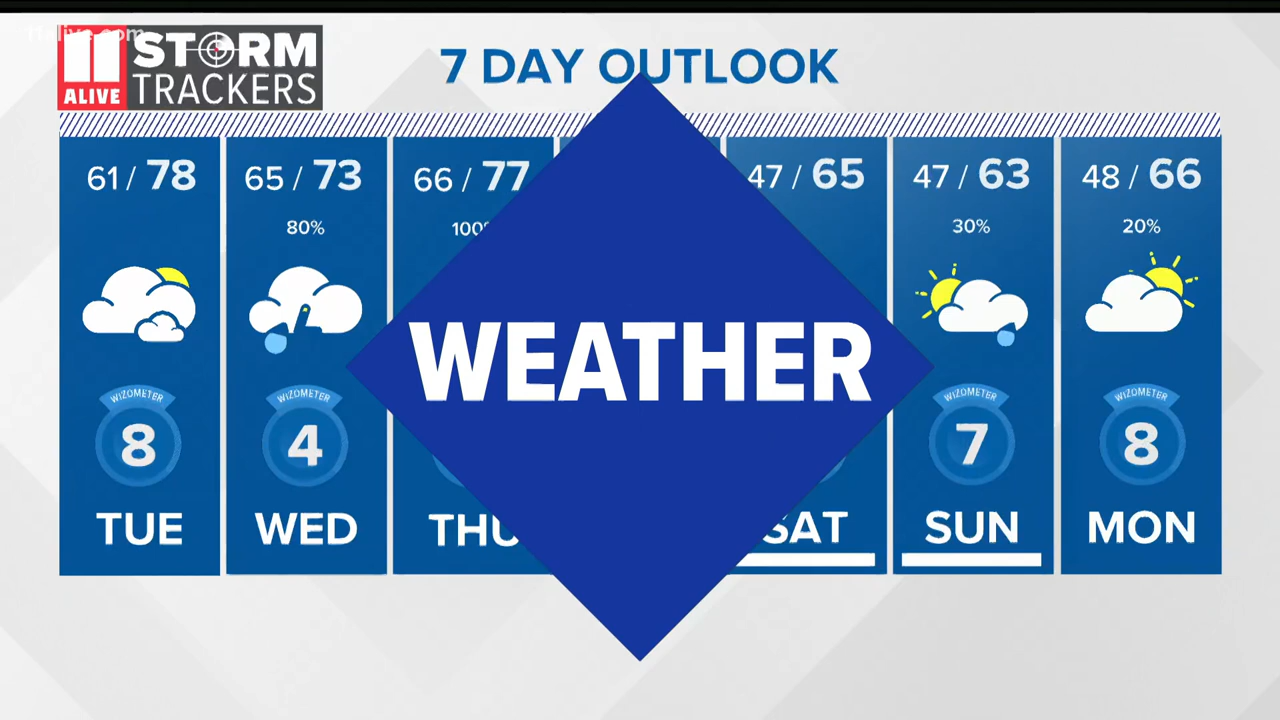 11alive.com
11 ALIVE
STORM
TRACKERS
7 DAY OUTLOOK
61 / 78
65 / 73
66 / 77
47 / 65
47 / 63
48 / 66
80%
100%
30%
20%
WEATHER
WIZOMETER
WIZOMETER
WIZOMETER
WIZOMETER
8
4
7
8
TUE
WED
THU
SAT
SUN
MON